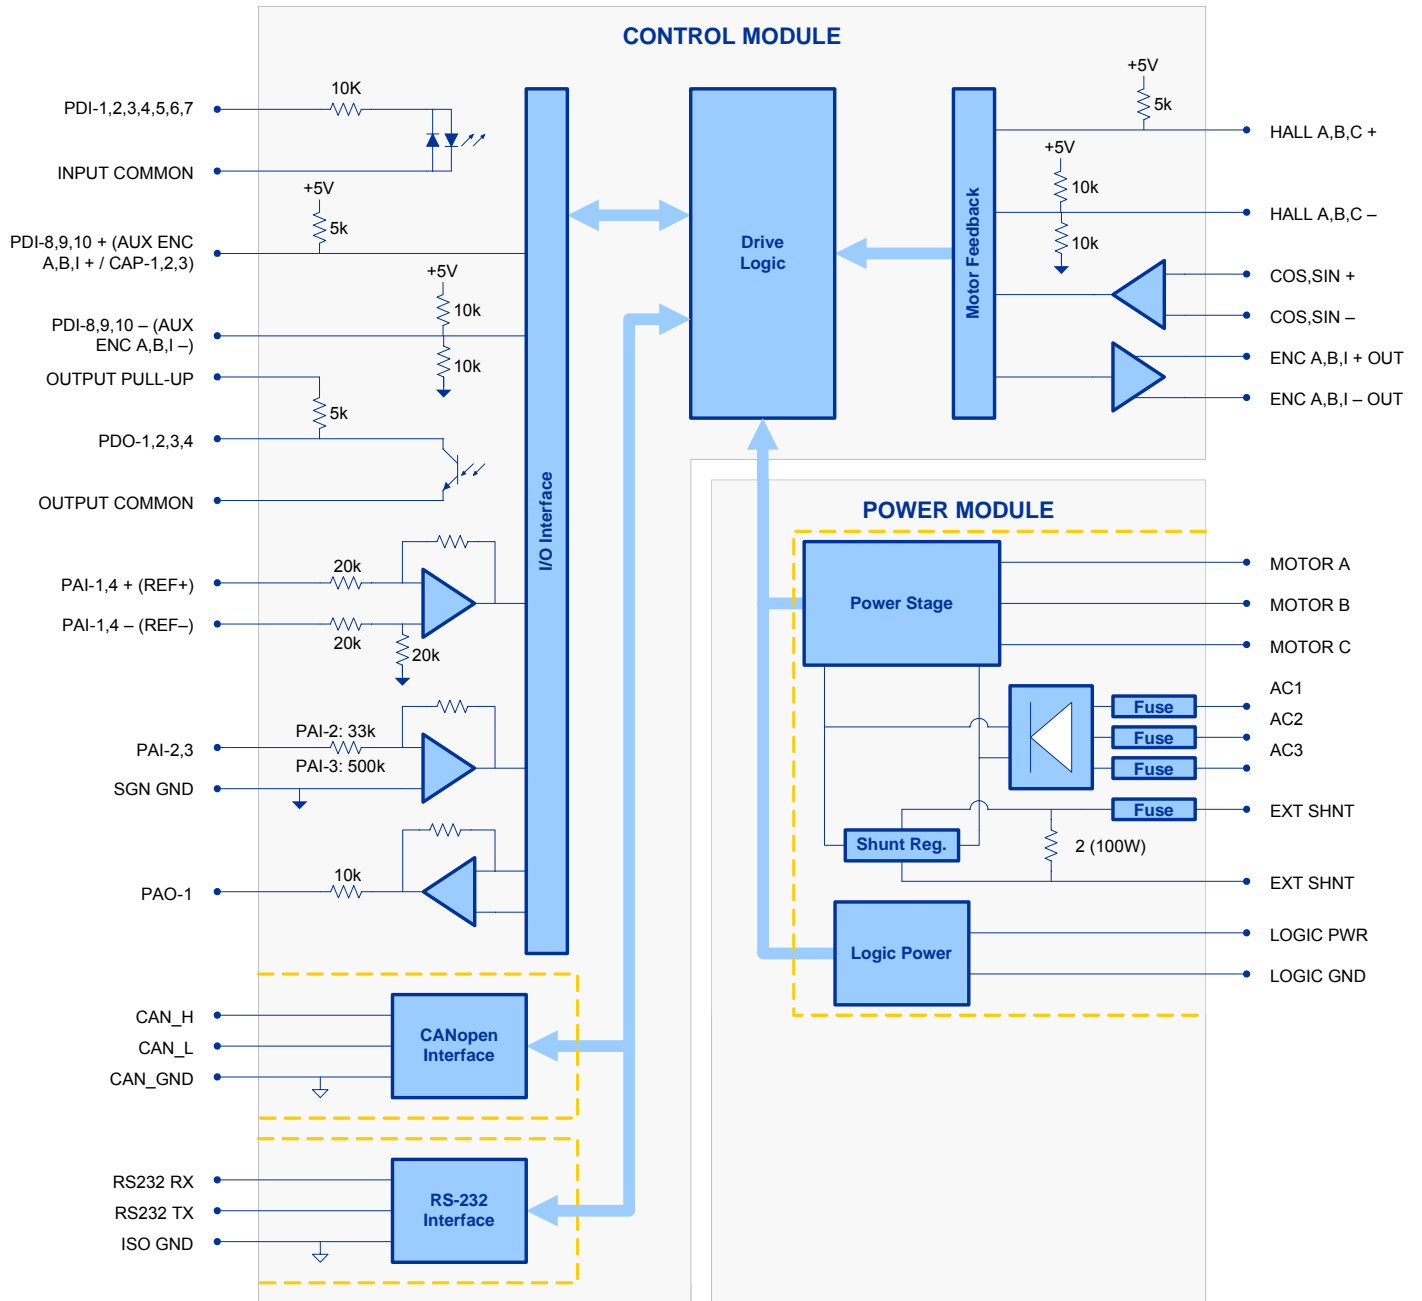 CONTROL MODULE
PDI-1,2,3,4,5,6,7
10K
INPUT COMMON
+5V
5k
PDI-8,9,10 + (AUX ENC
A,B,I + / CAP-1,2,3)
+5V
10k
PDI-8,9,10 – (AUX
ENC A,B,I –)
10k
OUTPUT PULL-UP
5k
PDO-1,2,3,4
OUTPUT COMMON
PAI-1,4 + (REF+)
20k
PAI-1,4 – (REF–)
20k
20k
PAI-2,3
PAI-2: 33k
PAI-3: 500k
SGN GND
PAO-1
10k
I/O Interface
CAN_H
CAN_L
CAN_GND
CANopen
Interface
RS232 RX
RS232 TX
ISO GND
RS-232
Interface
Drive
Logic
Motor Feedback
+5V
5k
HALL A,B,C +
+5V
10k
HALL A,B,C –
10k
COS,SIN +
COS,SIN –
ENC A,B,I + OUT
ENC A,B,I – OUT
POWER MODULE
Power Stage
MOTOR A
MOTOR B
MOTOR C
AC1
Fuse
AC2
Fuse
AC3
Fuse
Fuse
EXT SHNT
Shunt Reg.
2 (100W)
EXT SHNT
Logic Power
LOGIC PWR
LOGIC GND